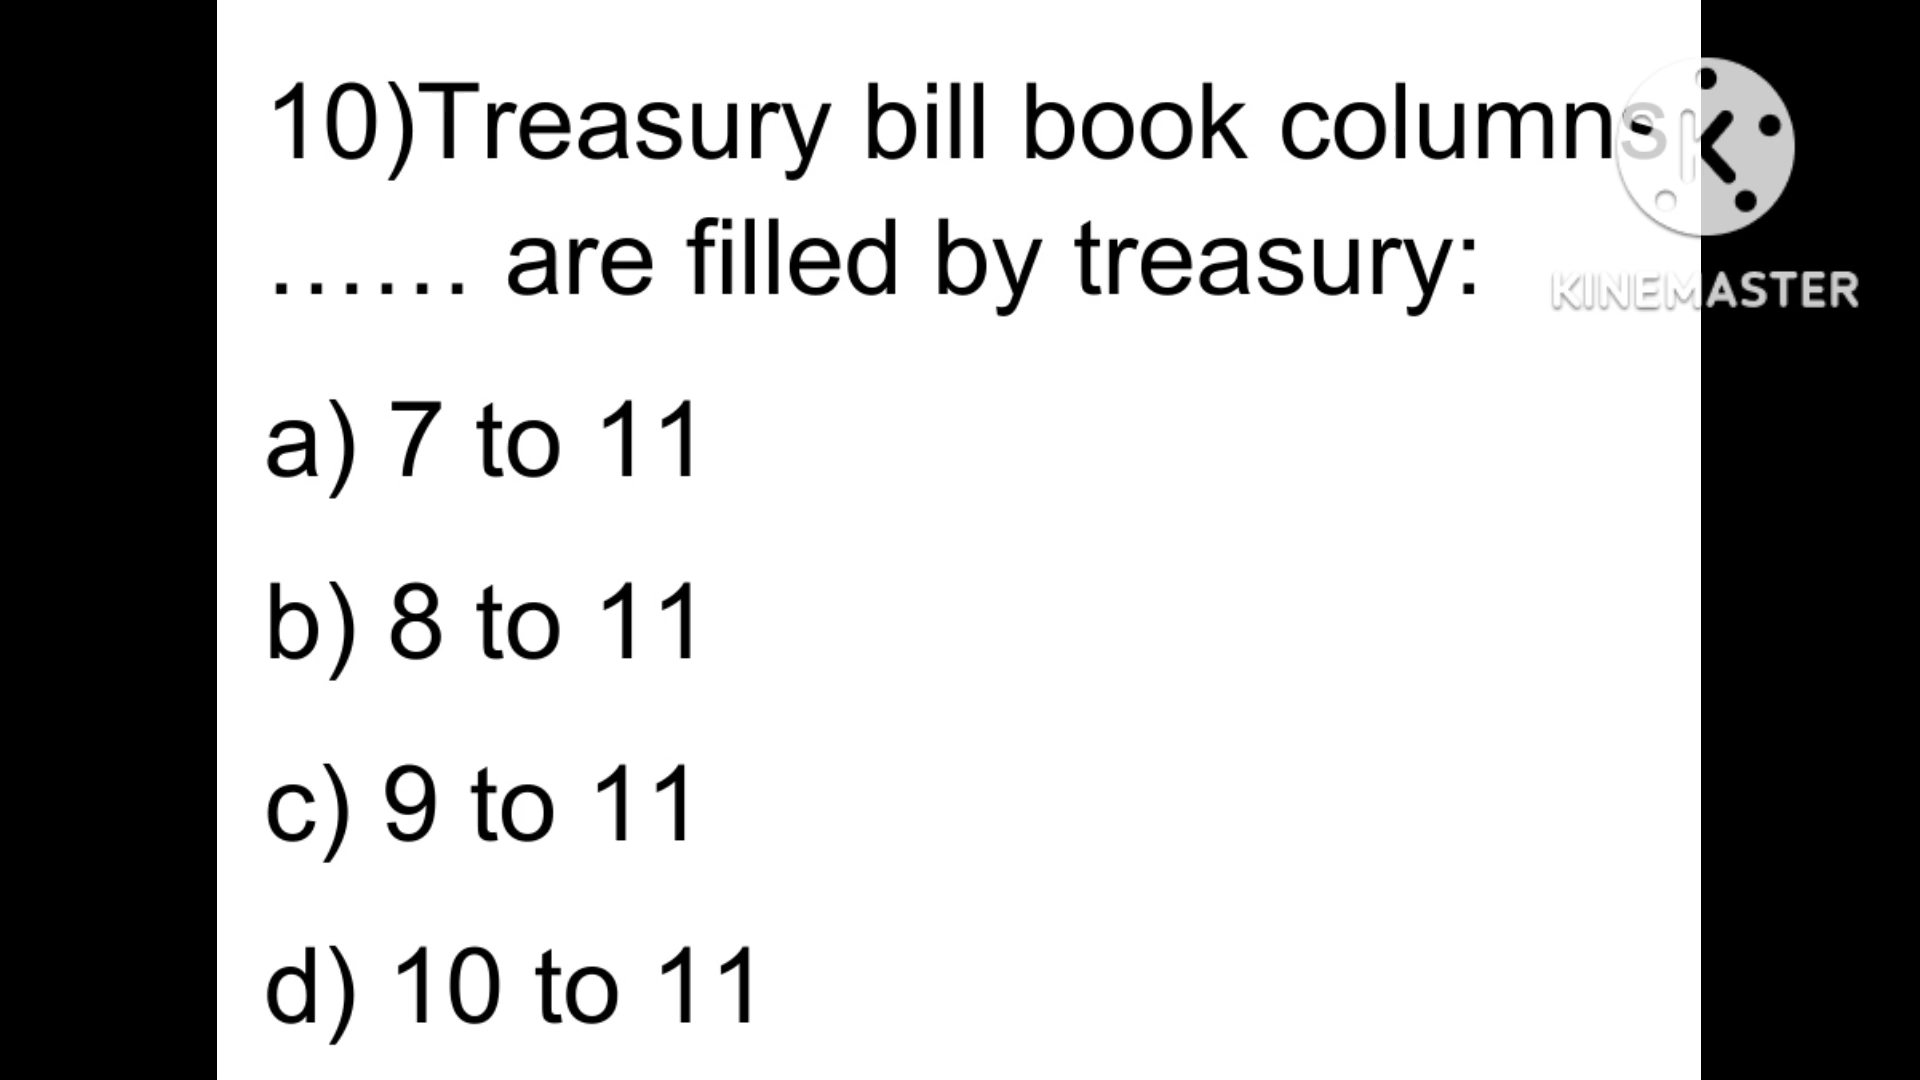 10)Treasury bill book columns
...... are filled by treasury:
a) 7 to 11
b) 8 to 11
c) 9 to 11
d) 10 to 11
K
KINEMASTER